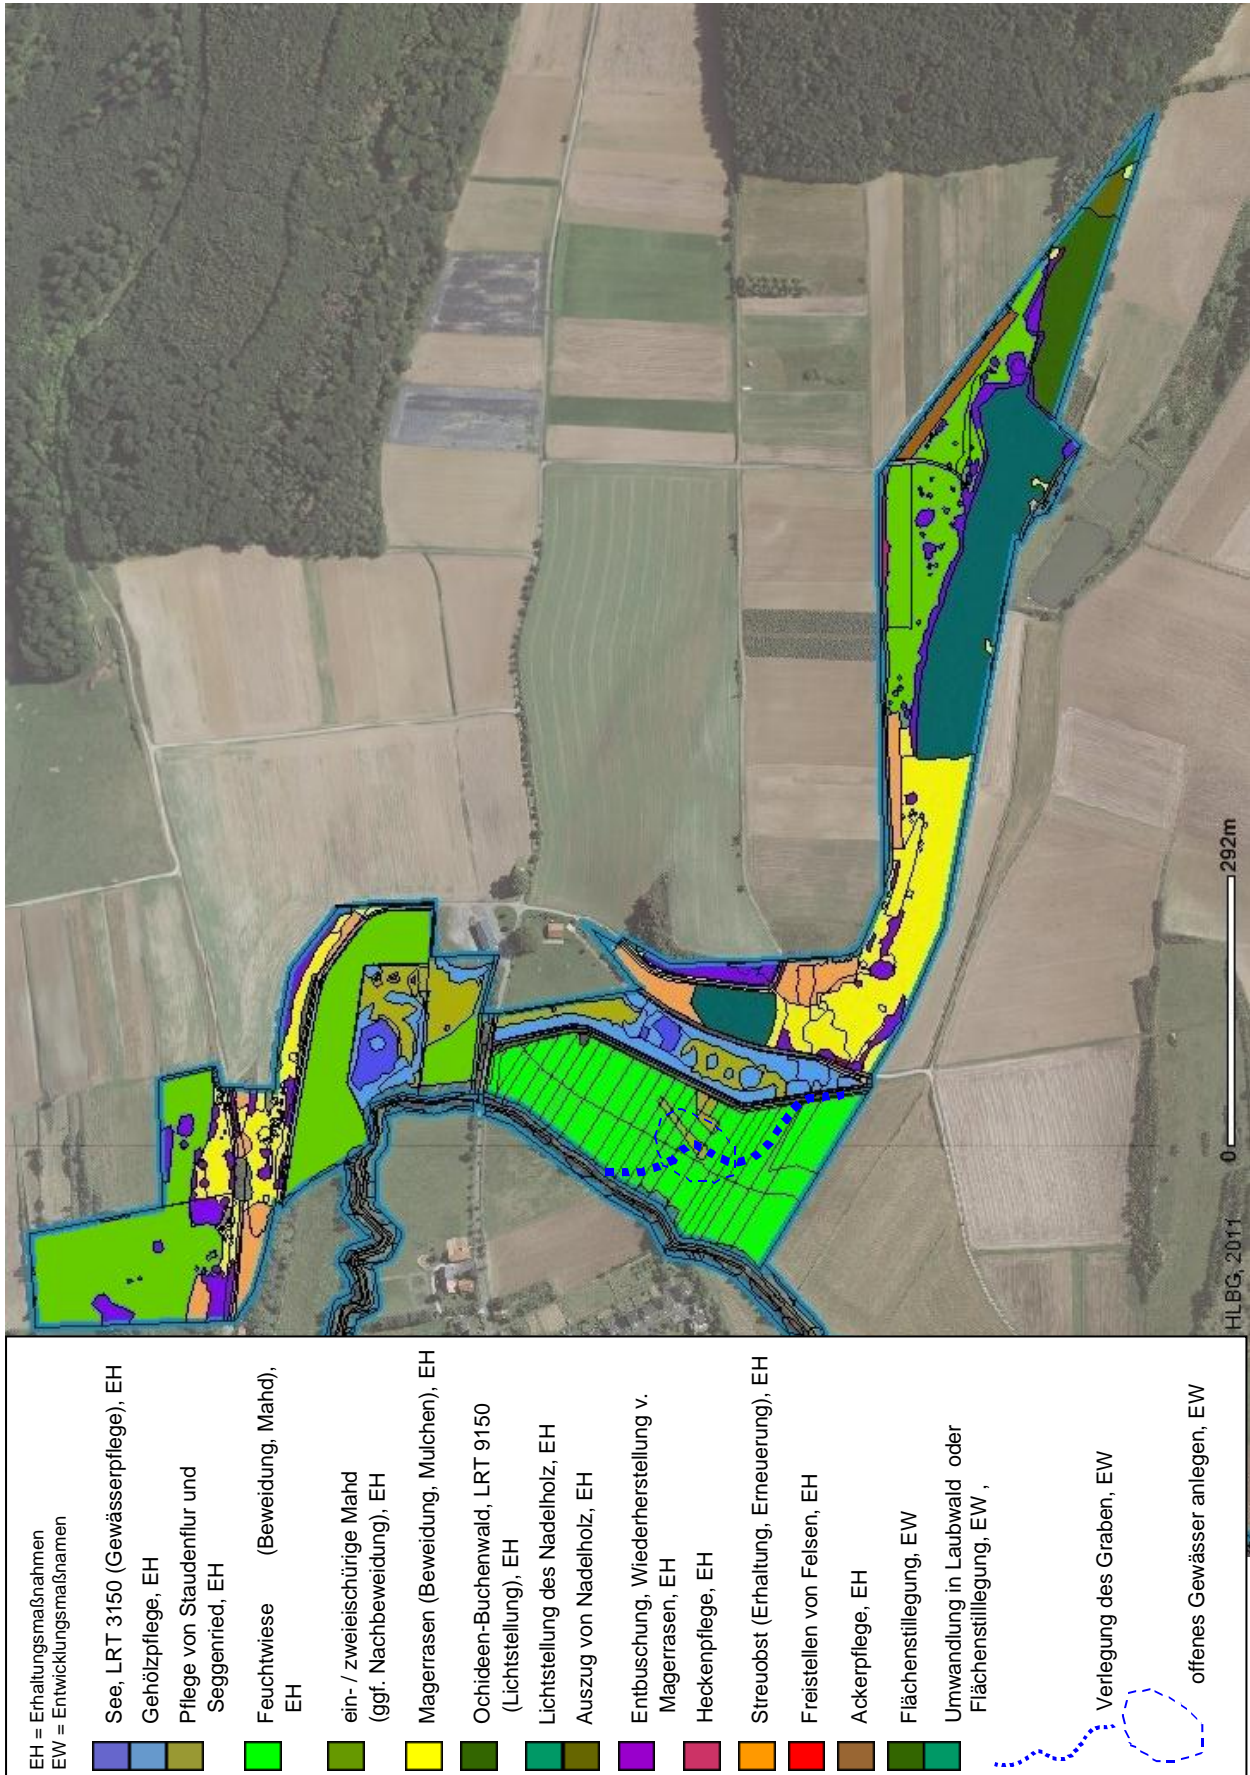 EH = Erhaltungsmaßnahmen
EW = Entwicklungsmaßnamen
See, LRT 3150 (Gewässerpflege), EH
Gehölzpflege, EH
Pflege von Staudenflur und
Seggenried, EH
Feuchtwiese (Beweidung, Mahd),
EH
ein- / zweieischürige Mahd
(ggf. Nachbeweidung), EH
Magerrasen (Beweidung, Mulchen), EH
Ochideen-Buchenwald, LRT 9150
(Lichtstellung), EH
Lichtstellung des Nadelholz, EH
Auszug von Nadelholz, EH
Entbuschung, Wiederherstellung v.
Magerrasen, EH
Heckenpflege, EH
Streuobst (Erhaltung, Erneuerung), EH
Freistellen von Felsen, EH
Ackerpflege, EH
Flächenstillegung, EW
Umwandlung in Laubwald oder
Flächenstilllegung, EW ,
Verlegung des Graben, EW
offenes Gewässer anlegen, EW
HLBG, 2011
0 292m